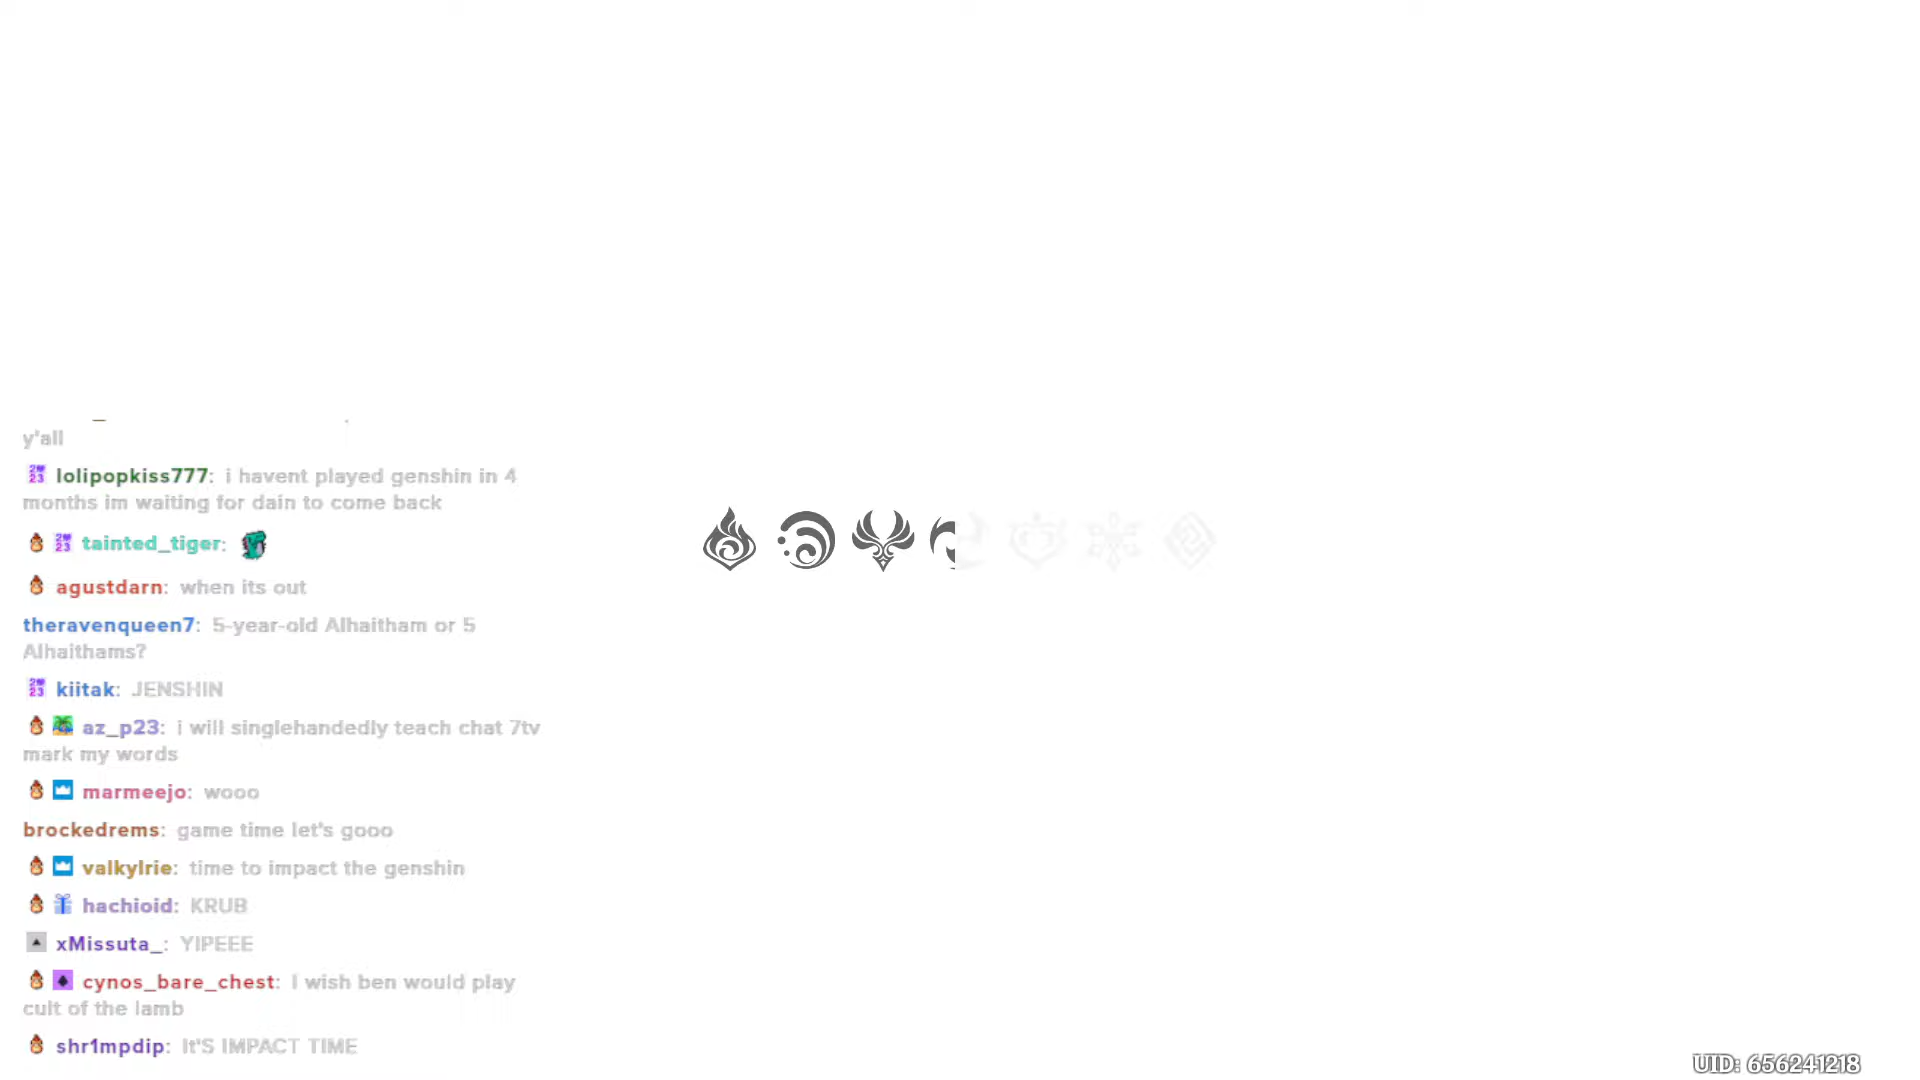 y'all
lolipopkiss777: i havent played genshin in 4
months im waiting for dain to come back
tainted_tiger:
agustdarn: when its out
theravenqueen7: 5-year-old Alhaitham or 5
Alhaithams?
kiitak: JENSHIN
az_p23: i will singlehandedly teach chat 7tv
mark my words
marmeejo: wooo
brockedrems: game time let's gooo
valkylrie: time to impact the genshin
hachioid: KRUB
xMissuta_: YIPEEE
cynos_bare_chest: I wish ben would play
cult of the lamb
shr1mpdip: It'S IMPACT TIME
UID: 656241218